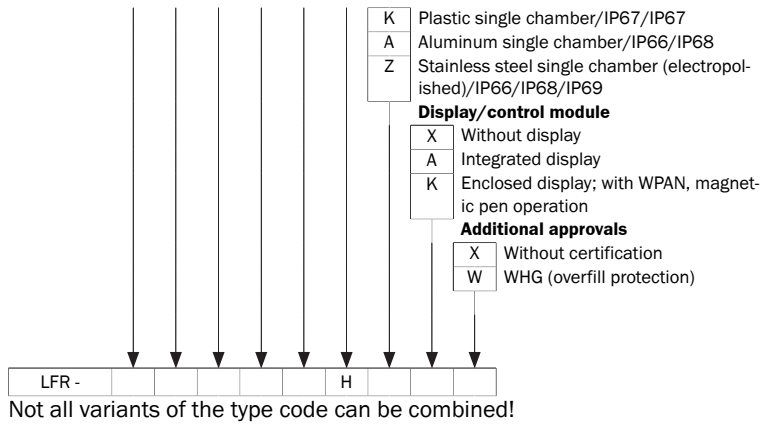 K Plastic single chamber/IP67/IP67
A Aluminum single chamber/IP66/IP68
Z Stainless steel single chamber (electropol-
ished)/IP66/IP68/IP69
Display/control module
X Without display
A Integrated display
K Enclosed display; with WPAN, magnet-
ic pen operation
Additional approvals
X Without certification
W WHG (overfill protection)
LFR - H
Not all variants of the type code can be combined!